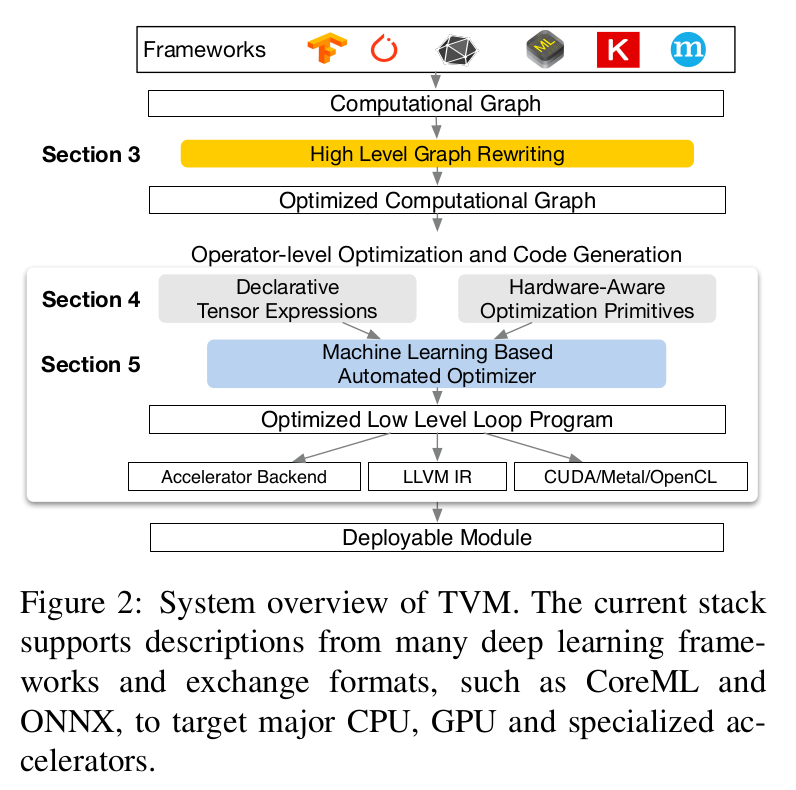 Frameworks
ML
K
m
Computational Graph
Section 3
High Level Graph Rewriting
Optimized Computational Graph
Operator-level Optimization and Code Generation
Section 4
Declarative
Tensor Expressions
Hardware-Aware
Optimization Primitives
Section 5
Machine Learning Based
Automated Optimizer
Optimized Low Level Loop Program
Accelerator Backend
LLVM IR
CUDA/Metal/OpenCL
Deployable Module
Figure 2: System overview of TVM. The current stack
supports descriptions from many deep learning frame-
works and exchange formats, such as CoreML and
ONNX, to target major CPU, GPU and specialized ac-
celerators.